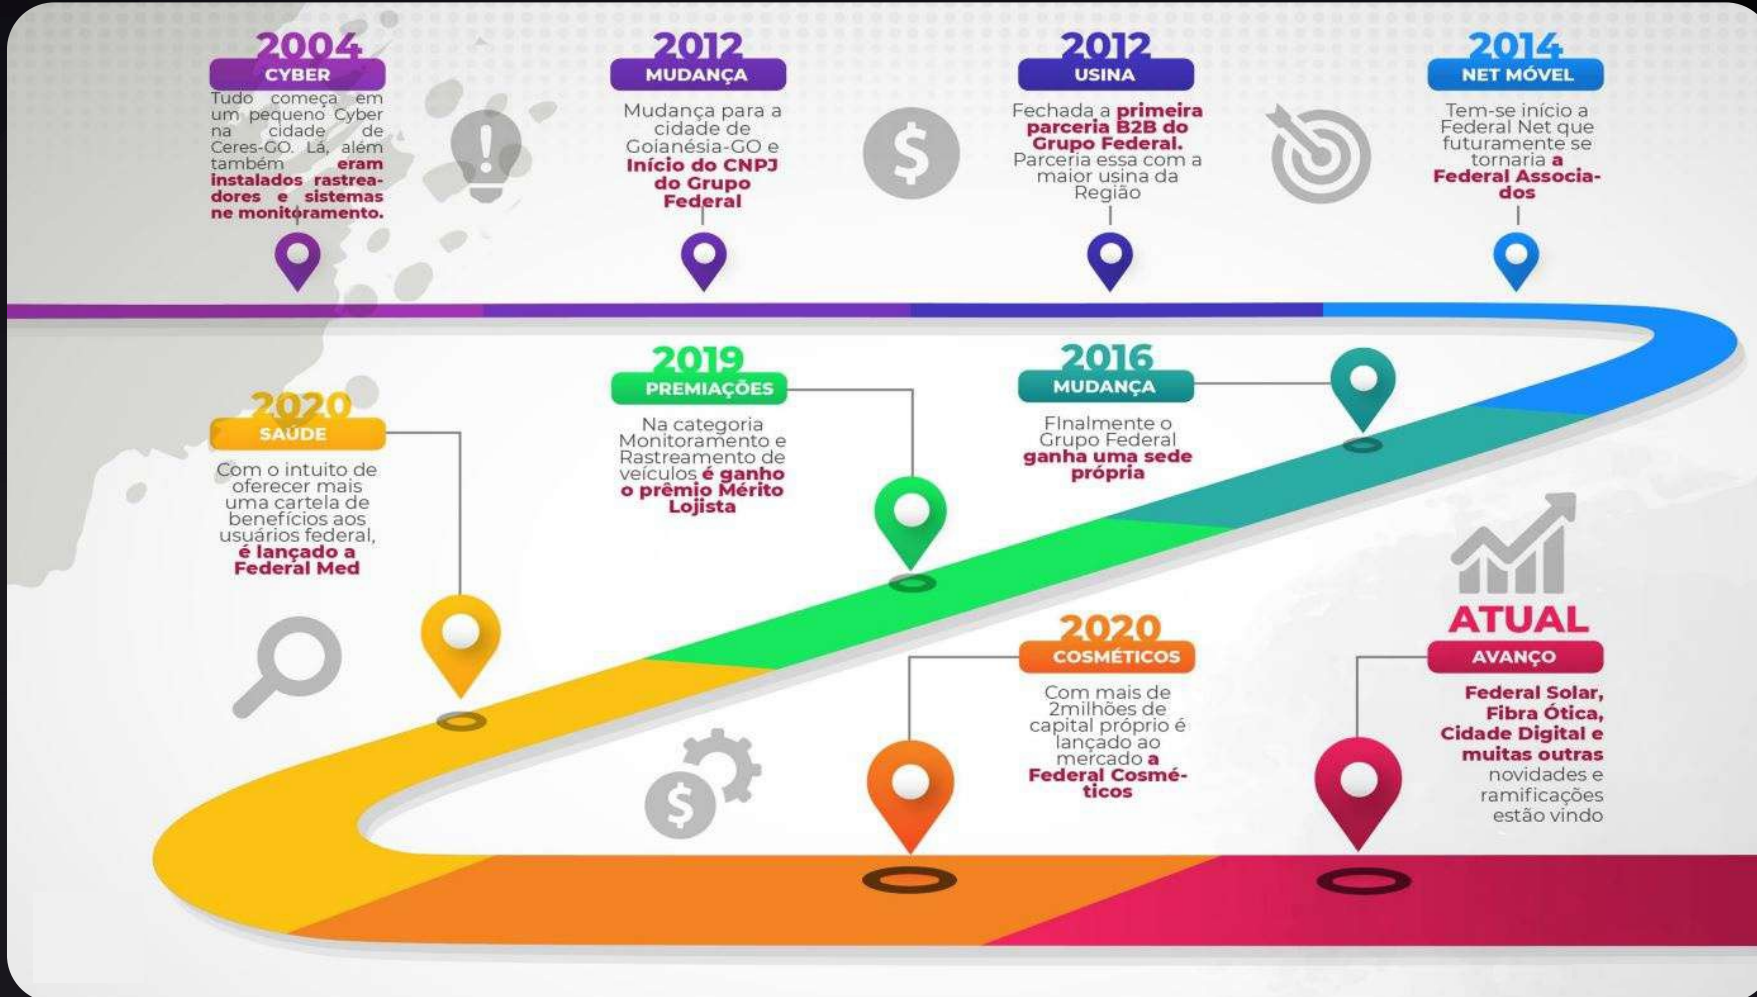 2004
CYBER
Tudo começa em
um pequeno Cyber
na cidade de
Ceres-GO. Lá, além
também eram
instalados rastrea-
dores e sistemas
ne monitoramento.
2012
MUDANÇA
Mudança para a
cidade de
Goianésia-GO e
Início do CNPJ
do Grupo
Federal
2012
USINA
Fechada a primeira
parceria B2B do
Grupo Federal.
Parceria essa com a
maior usina da
Região
2014
NET MÓVEL
Tem-se início a
Federal Net que
futuramente se
tornaria a
Federal Associa-
dos
2016
MUDANÇA
FInalmente o
Grupo Federal
ganha uma sede
própria
2019
PREMIAÇÕES
Na categoria
Monitoramento e
Rastreamento de
veículos é ganho
o prêmio Mérito
Lojista
2020
SAÚDE
Com o intuito de
oferecer mais
uma cartela de
benefícios aos
usuários federal,
é lançado a
Federal Med
2020
COSMÉTICOS
Com mais de
2milhões de
capital próprio é
lançado ao
mercado a
Federal Cosmé-
ticos
ATUAL
AVANÇO
Federal Solar,
Fibra Ótica,
Cidade Digital e
muitas outras
novidades e
ramificações
estão vindo